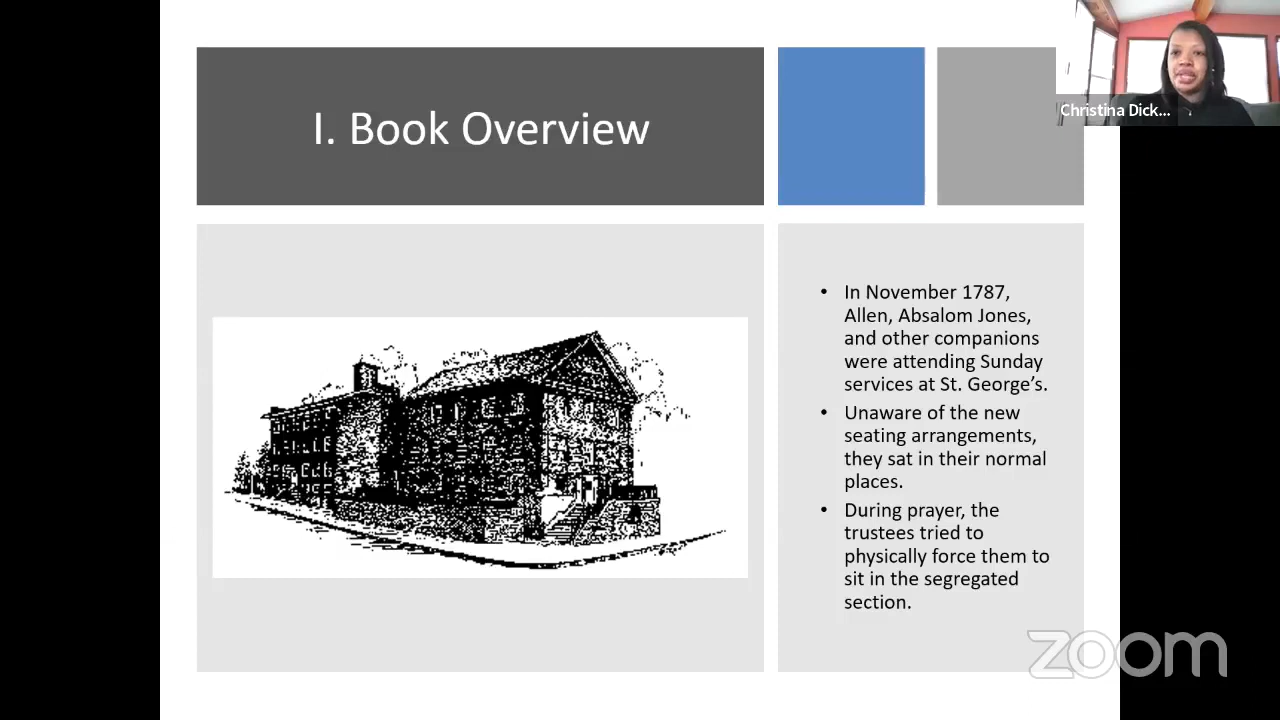 I. Book Overview
Christina Dick...
• In November 1787,
Allen, Absalom Jones,
and other companions
were attending Sunday
services at St. George’s.
• Unaware of the new
seating arrangements,
they sat in their normal
places.
• During prayer, the
trustees tried to
physically force them to
sit in the segregated
section.
zoom